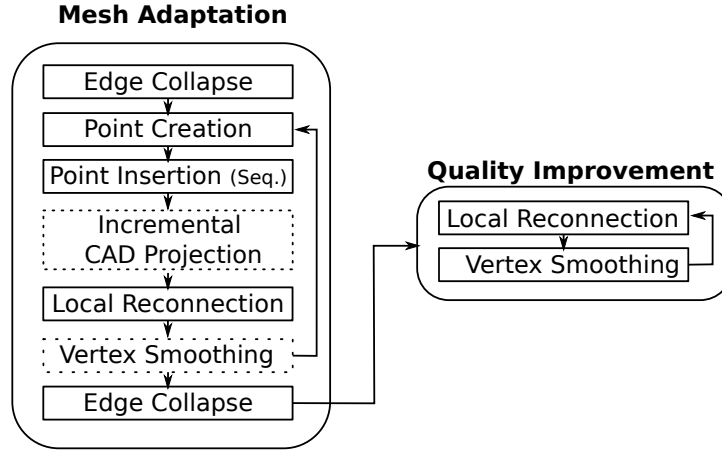 Mesh Adaptation
Edge Collapse
Point Creation
Point Insertion (Seq.)
Incremental
CAD Projection
Local Reconnection
Vertex Smoothing
Edge Collapse
Quality Improvement
Local Reconnection
Vertex Smoothing